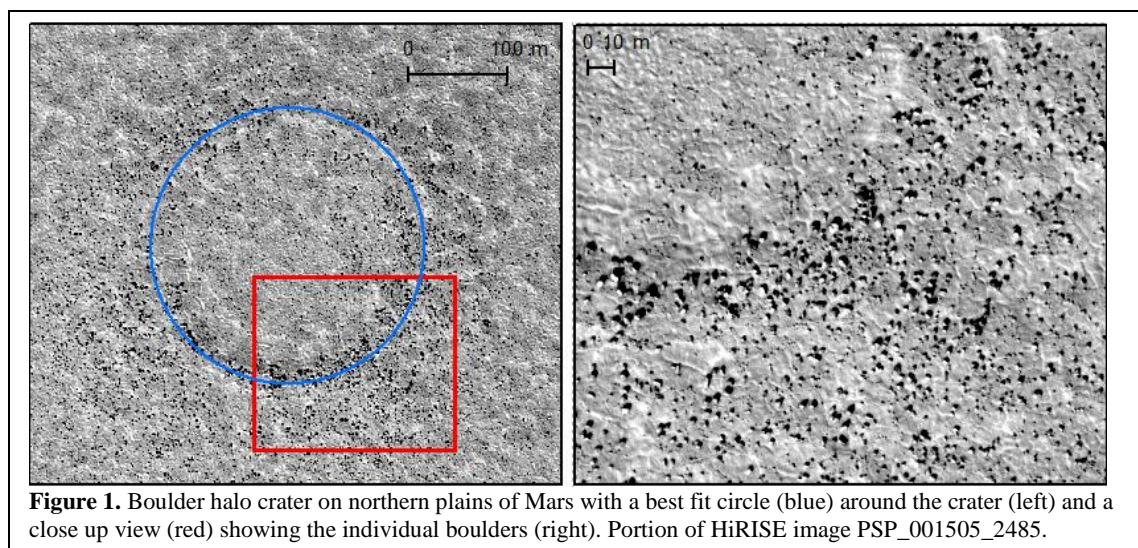 0 100 m
0 10 m
Figure 1. Boulder halo crater on northern plains of Mars with a best fit circle (blue) around the crater (left) and a
close up view (red) showing the individual boulders (right). Portion of HiRISE image PSP_001505_2485.